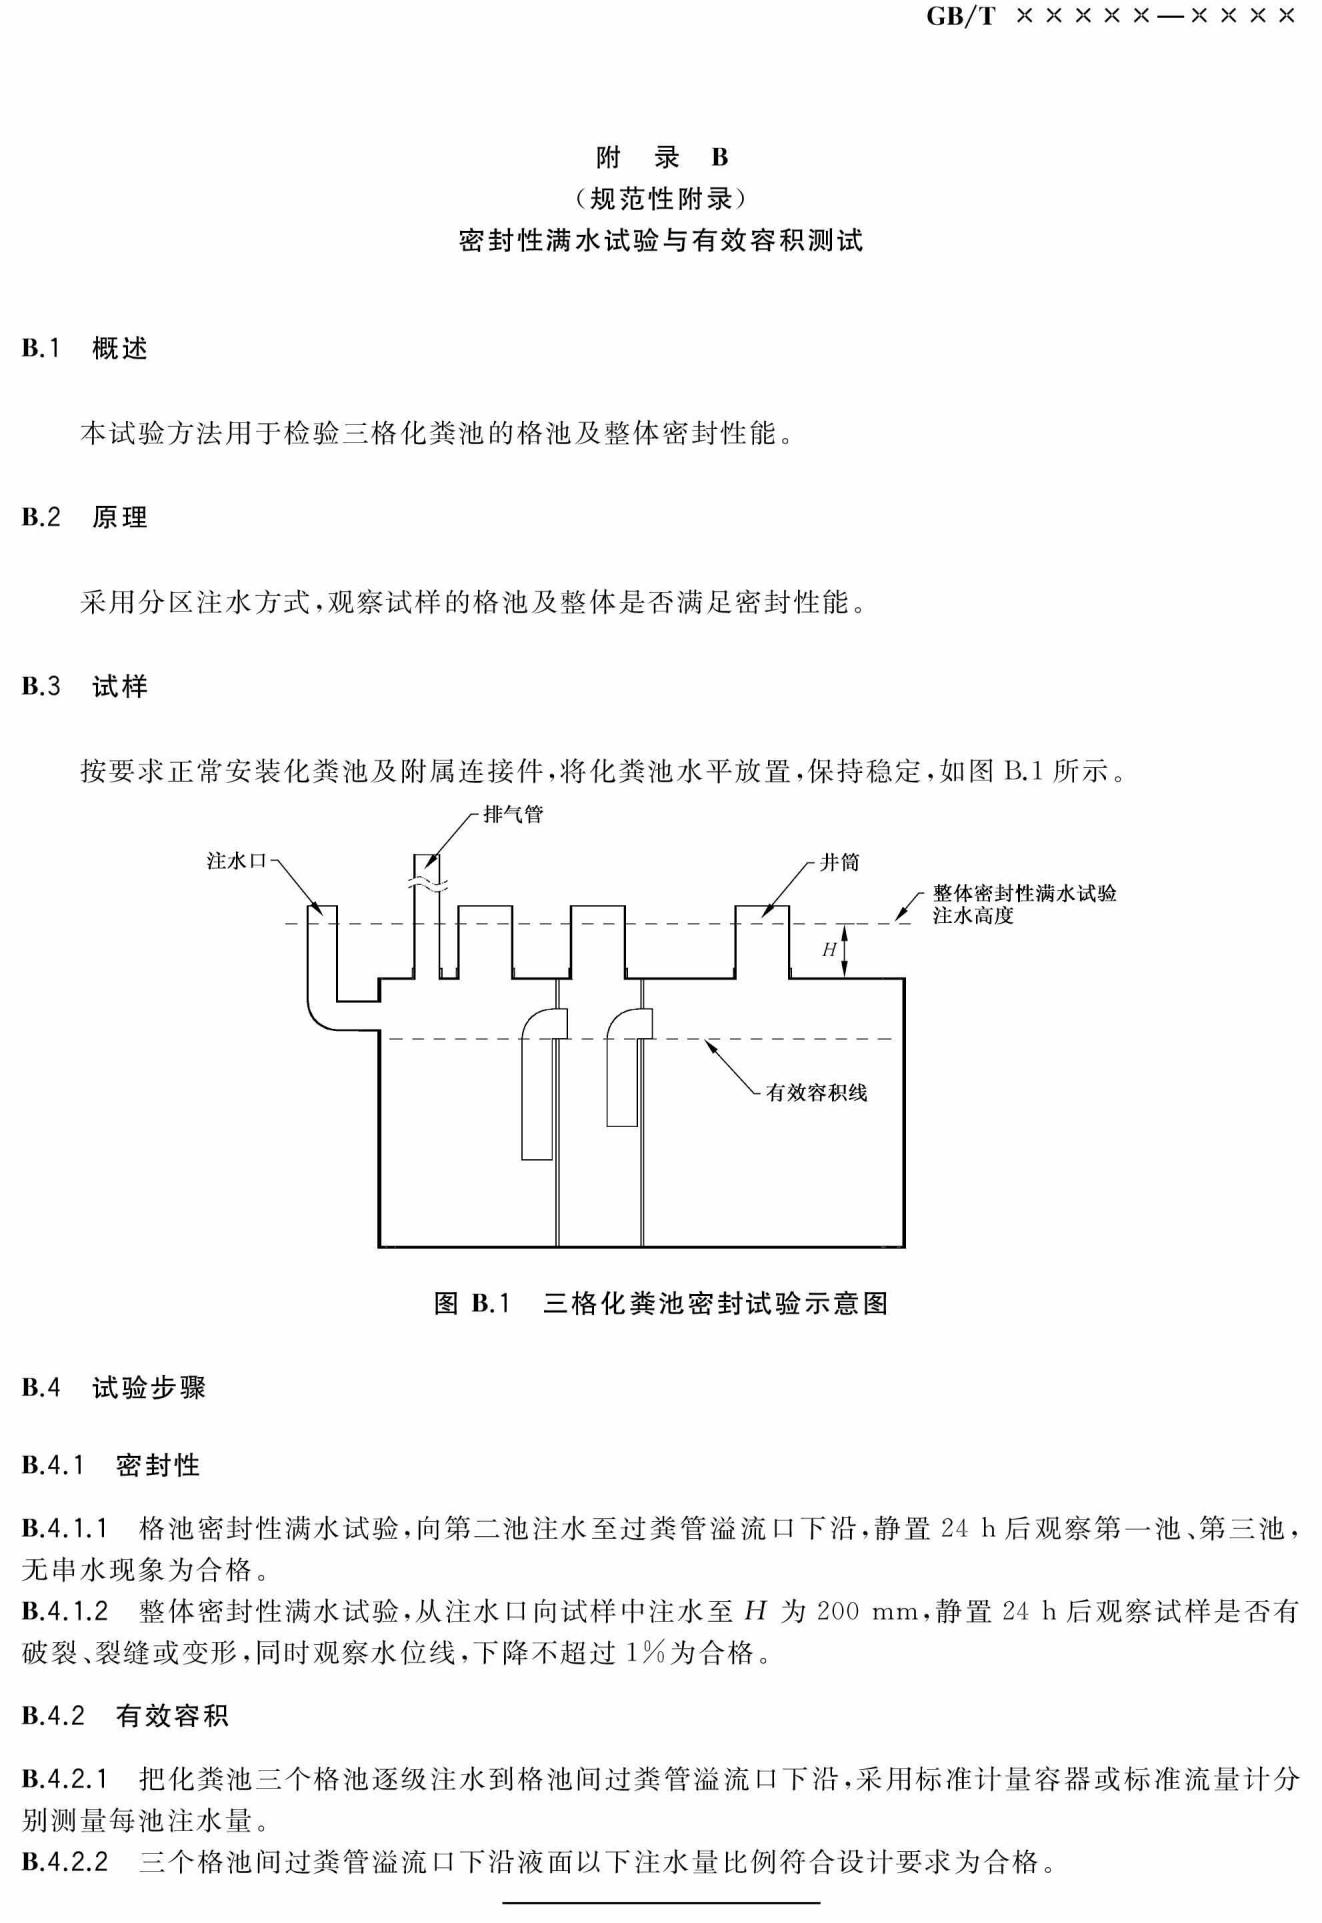 GB/T ×××××—××××
附 录 B
（规范性附录）
密封性满水试验与有效容积测试
B.1 概述
本试验方法用于检验三格化粪池的格池及整体密封性能。
B.2 原理
采用分区注水方式,观察试样的格池及整体是否满足密封性能。
B.3 试样
按要求正常安装化粪池及附属连接件,将化粪池水平放置,保持稳定,如图 B.1 所示。
排气管
注水口
井筒
整体密封性满水试验
注水高度
H
有效容积线
图 B.1 三格化粪池密封试验示意图
B.4 试验步骤
B.4.1 密封性
B.4.1.1 格池密封性满水试验,向第二池注水至过粪管溢流口下沿,静置 24 h 后观察第一池、第三池,
无串水现象为合格。
B.4.1.2 整体密封性满水试验,从注水口向试样中注水至 H 为 200 mm,静置 24 h 后观察试样是否有
破裂、裂缝或变形,同时观察水位线,下降不超过 1%为合格。
B.4.2 有效容积
B.4.2.1 把化粪池三个格池逐级注水到格池间过粪管溢流口下沿,采用标准计量容器或标准流量计分
别测量每池注水量。
B.4.2.2 三个格池间过粪管溢流口下沿液面以下注水量比例符合设计要求为合格。